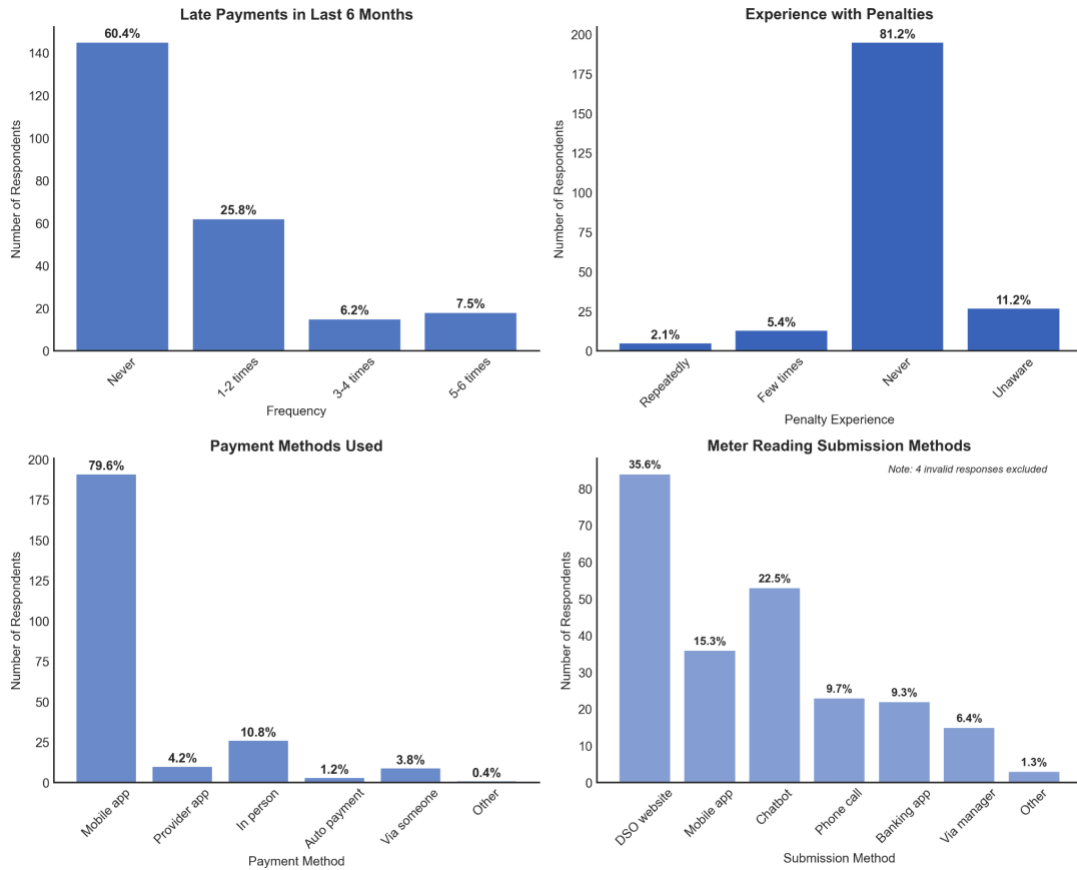 Late Payments in Last 6 Months
Number of Respondents
140
120
100
80
60
40
20
0
60.4%
25.8%
6.2%
7.5%
Never
1-2 times
3-4 times
5-6 times
Frequency
Experience with Penalties
Number of Respondents
200
175
150
125
100
75
50
25
0
2.1%
5.4%
81.2%
11.2%
Repeatedly
Few times
Never
Unaware
Penalty Experience
Payment Methods Used
Number of Respondents
200
175
150
125
100
75
50
25
0
79.6%
4.2%
10.8%
1.2%
3.8%
0.4%
Mobile app
Provider app
In person
Auto payment
Via someone
Other
Payment Method
Meter Reading Submission Methods
Note: 4 invalid responses excluded
Number of Respondents
80
70
60
50
40
30
20
10
0
35.6%
15.3%
22.5%
9.7%
9.3%
6.4%
1.3%
DSO website
Mobile app
Chatbot
Phone call
Banking app
Via manager
Other
Submission Method